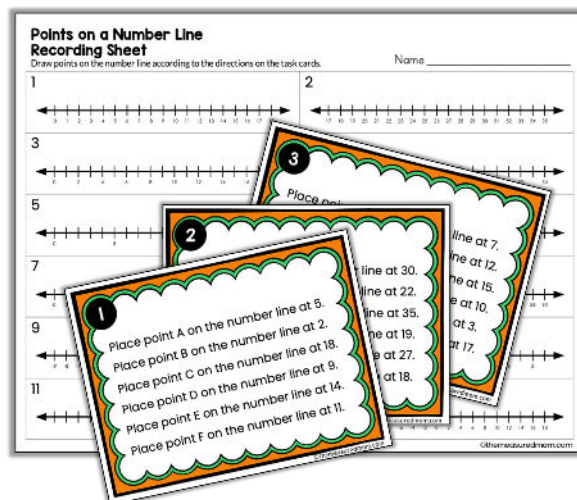 Points on a Number Line
Recording Sheet
Draw points on the number line according to the directions on the task cards.
Name
1
2
3
5
7
9
11
3
Place
line at 7.
line at 12.
at 15.
at 10.
at 3.
at 17.
2
line at 30.
line at 22.
at 35.
at 19.
at 27.
at 18.
1
Place point A on the number line at 5.
Place point B on the number line at 2.
Place point C on the number line at 18.
Place point D on the number line at 9.
Place point E on the number line at 14.
Place point F on the number line at 11.
©themeasuredmom.com